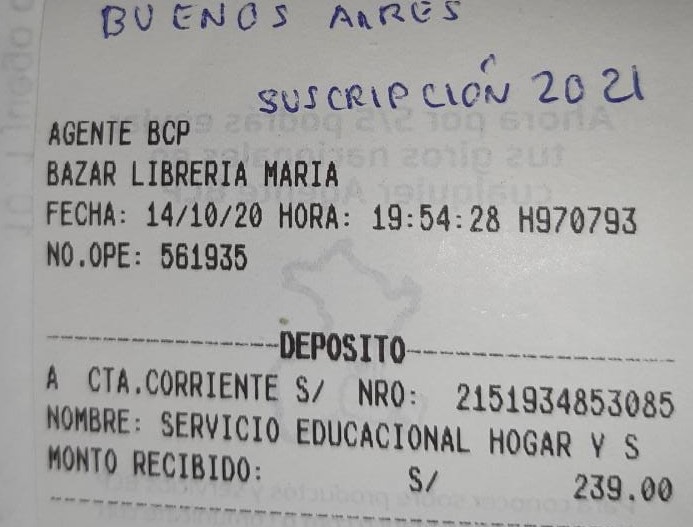 BUENOS AIRES
SUSCRIPCIÓN 2021
AGENTE BCP
BAZAR LIBRERIA MARIA
FECHA: 14/10/20 HORA: 19:54:28 H970793
NO.OPE: 561935
--------------------DEPOSITO--------------------
A CTA.CORRIENTE S/ NRO: 2151934853085
NOMBRE: SERVICIO EDUCACIONAL HOGAR Y S
MONTO RECIBIDO: S/ 239.00